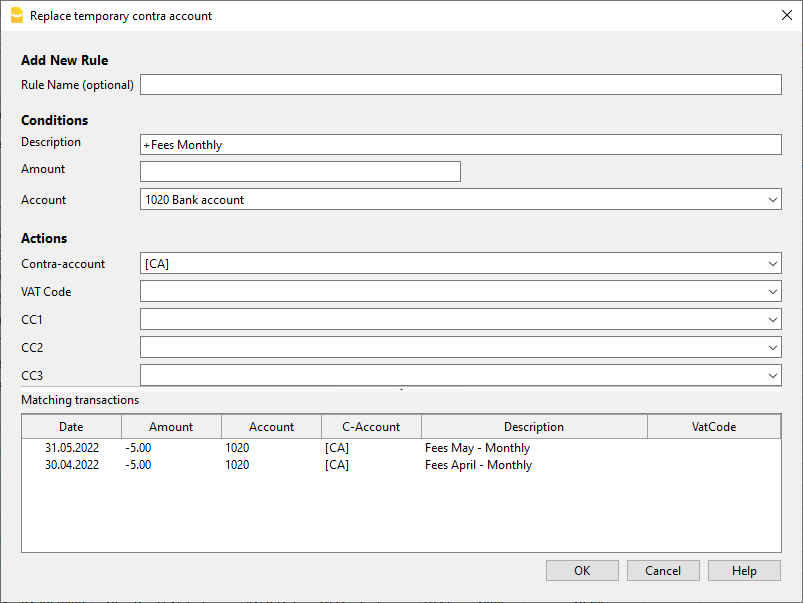 Replace temporary contra account
Add New Rule
Rule Name (optional)
Conditions
Description +Fees Monthly
Amount
Account 1020 Bank account
Actions
Contra-account [CA]
VAT Code
CC1
CC2
CC3
Matching transactions
Date Amount Account C-Account Description VatCode
31.05.2022 -5.00 1020 [CA] Fees May - Monthly
30.04.2022 -5.00 1020 [CA] Fees April - Monthly
OK Cancel Help